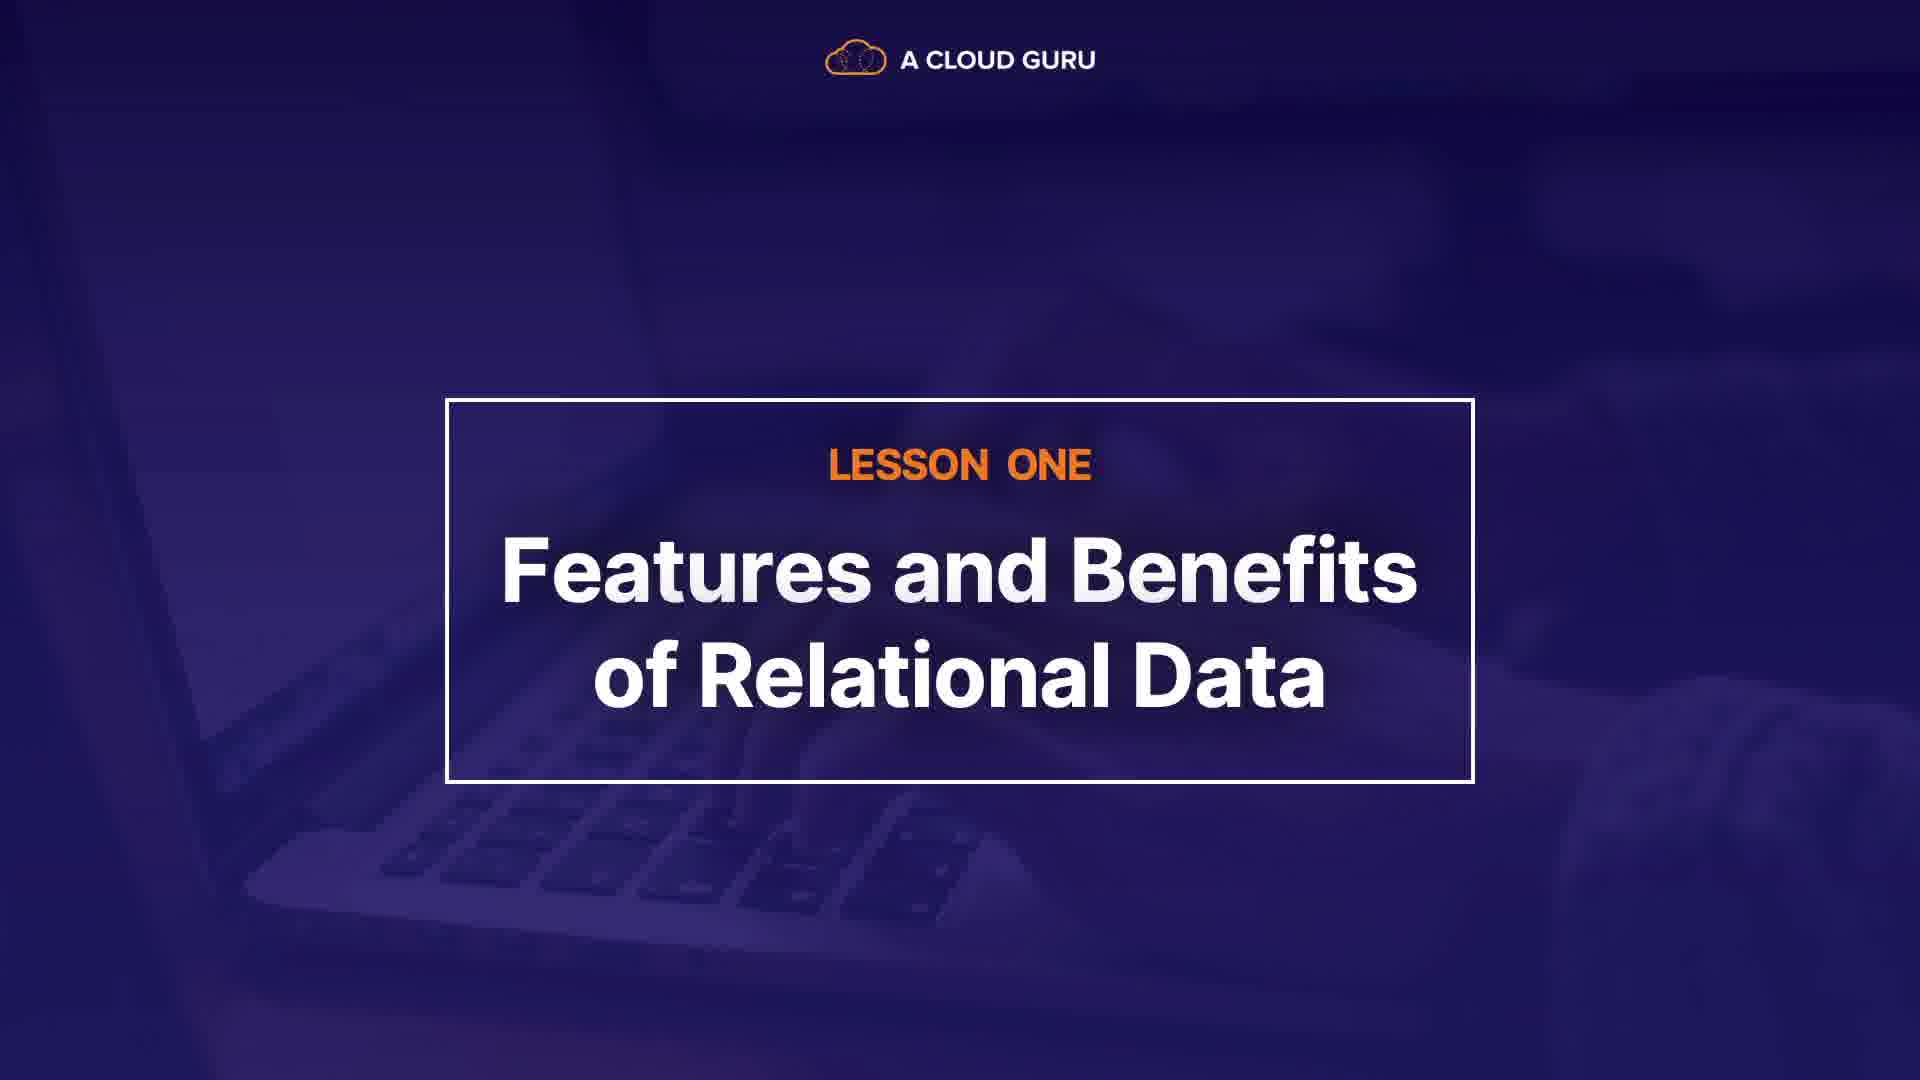 A CLOUD GURU
LESSON ONE
Features and Benefits
of Relational Data